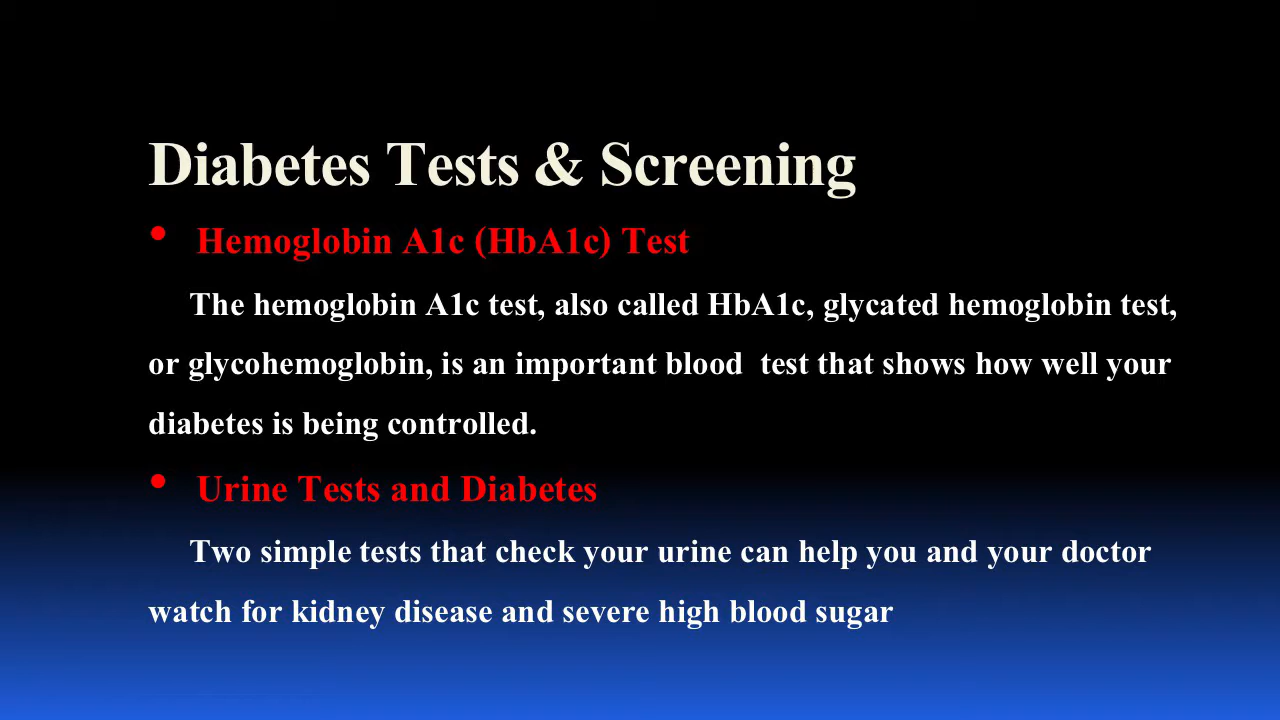 Diabetes Tests & Screening
• Hemoglobin A1c (HbA1c) Test
The hemoglobin A1c test, also called HbA1c, glycated hemoglobin test,
or glycohemoglobin, is an important blood  test that shows how well your
diabetes is being controlled.
• Urine Tests and Diabetes
Two simple tests that check your urine can help you and your doctor
watch for kidney disease and severe high blood sugar